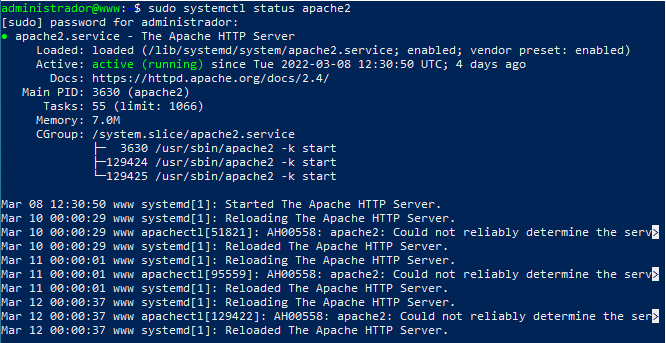 administrador@www:~$ sudo systemctl status apache2
[sudo] password for administrador:
● apache2.service - The Apache HTTP Server
     Loaded: loaded (/lib/systemd/system/apache2.service; enabled; vendor preset: enabled)
     Active: active (running) since Tue 2022-03-08 12:30:50 UTC; 4 days ago
       Docs: https://httpd.apache.org/docs/2.4/
   Main PID: 3630 (apache2)
      Tasks: 55 (limit: 1066)
     Memory: 7.0M
     CGroup: /system.slice/apache2.service
             ├─  3630 /usr/sbin/apache2 -k start
             ├─129424 /usr/sbin/apache2 -k start
             └─129425 /usr/sbin/apache2 -k start
Mar 08 12:30:50 www systemd[1]: Started The Apache HTTP Server.
Mar 10 00:00:29 www systemd[1]: Reloading The Apache HTTP Server.
Mar 10 00:00:29 www apachectl[51821]: AH00558: apache2: Could not reliably determine the serv>
Mar 10 00:00:29 www systemd[1]: Reloaded The Apache HTTP Server.
Mar 11 00:00:01 www systemd[1]: Reloading The Apache HTTP Server.
Mar 11 00:00:01 www apachectl[95559]: AH00558: apache2: Could not reliably determine the serv>
Mar 11 00:00:01 www systemd[1]: Reloaded The Apache HTTP Server.
Mar 12 00:00:37 www systemd[1]: Reloading The Apache HTTP Server.
Mar 12 00:00:37 www apachectl[129422]: AH00558: apache2: Could not reliably determine the ser>
Mar 12 00:00:37 www systemd[1]: Reloaded The Apache HTTP Server.